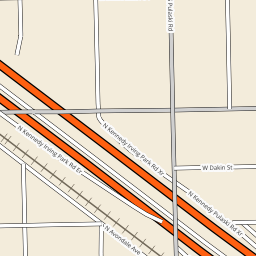 N Pulaski Rd
N Kennedy Irving Park Rd Xr
N Kennedy Irving Park Rd Er
W Dakin St
N Kennedy Pulaski Rd Xr
N Avondale Ave